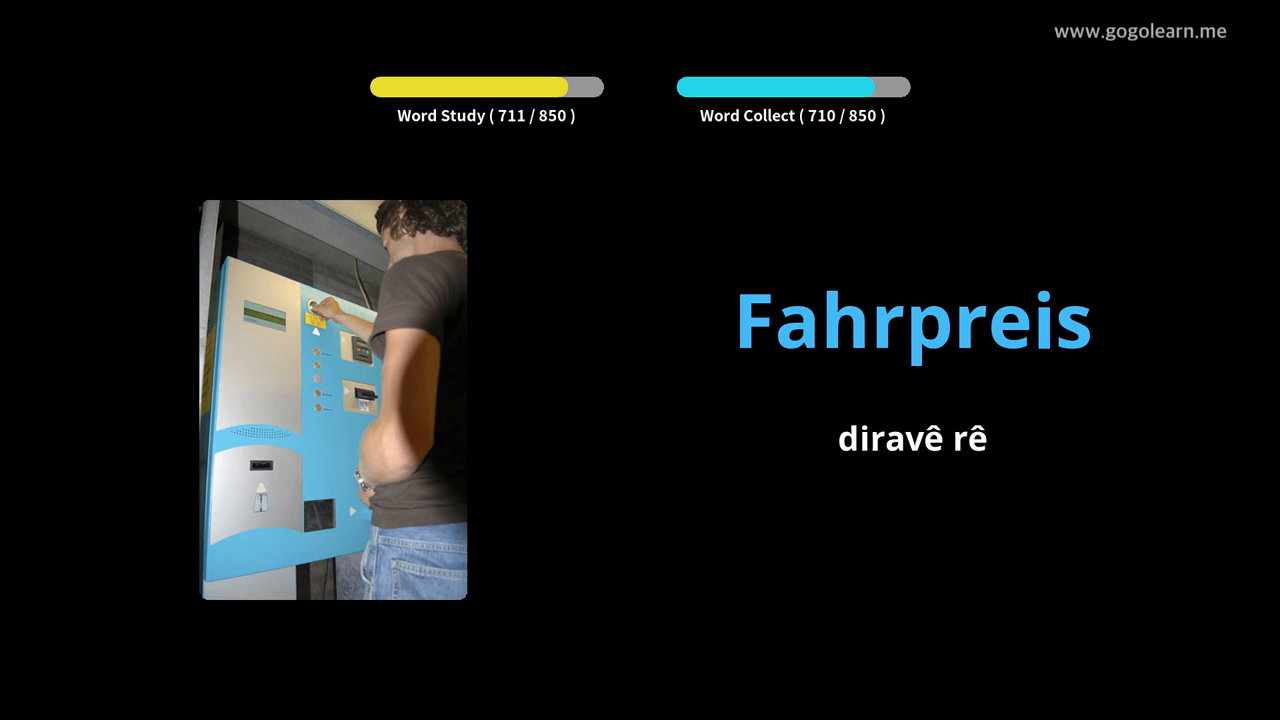 www.gogolearn.me
Word Study ( 711 / 850 )
Word Collect ( 710 / 850 )
Fahrpreis
diravê rê